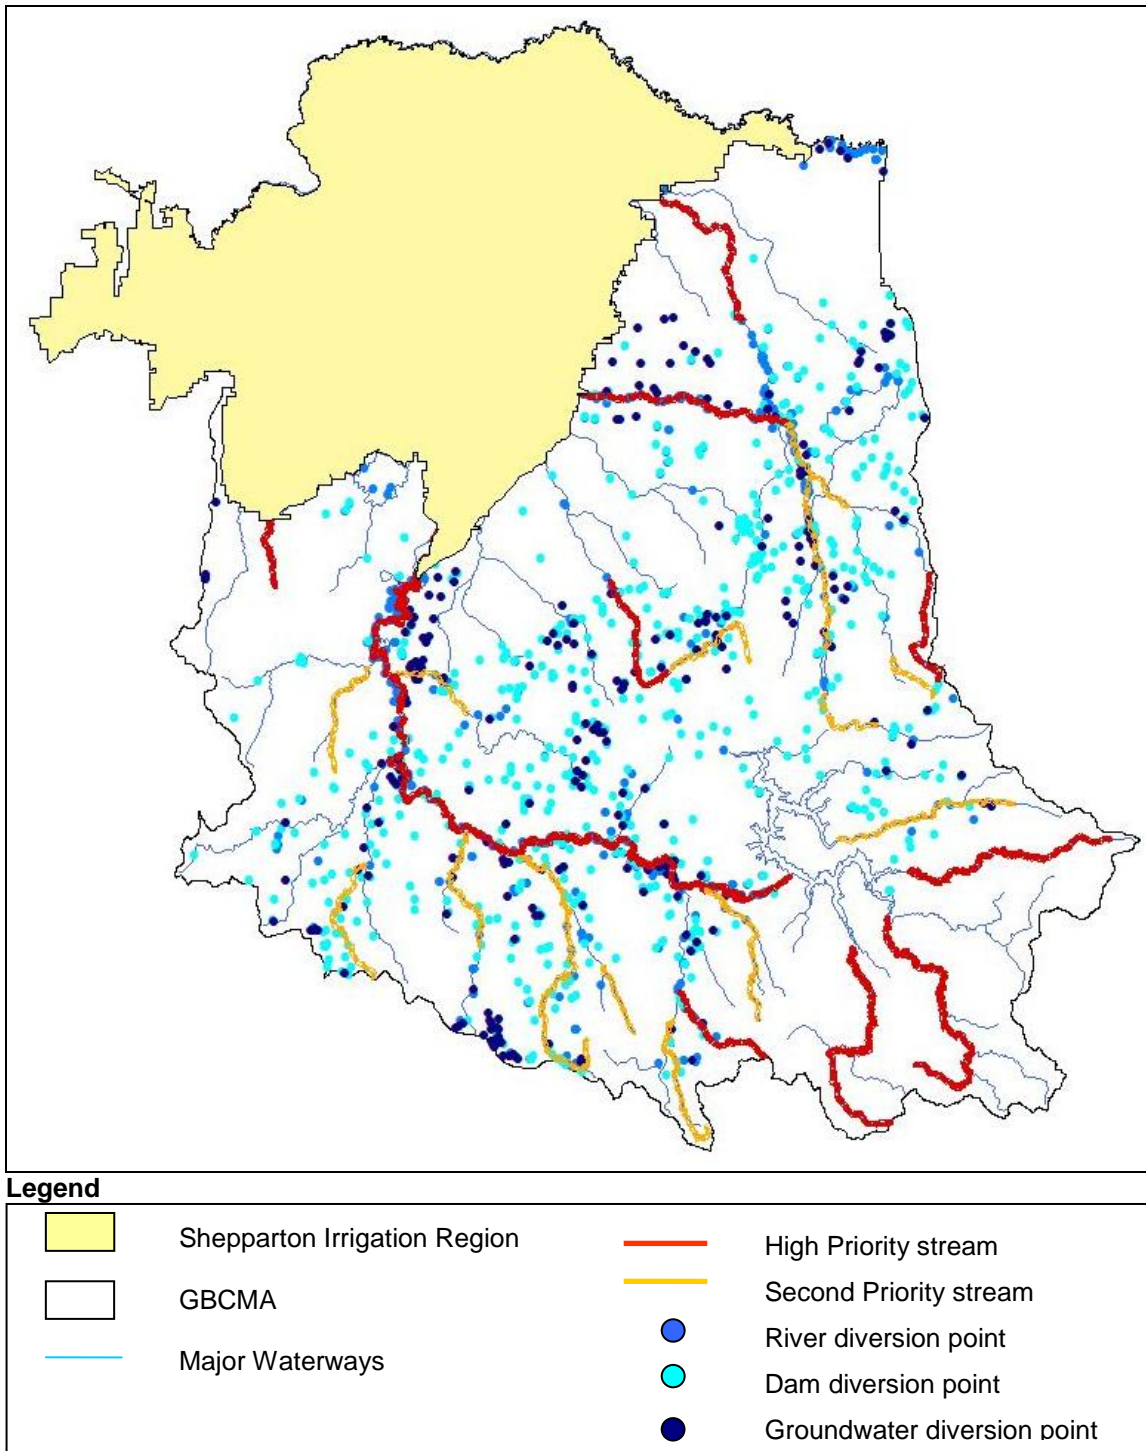 Legend
Shepparton Irrigation Region
GBCMA
Major Waterways
High Priority stream
Second Priority stream
River diversion point
Dam diversion point
Groundwater diversion point